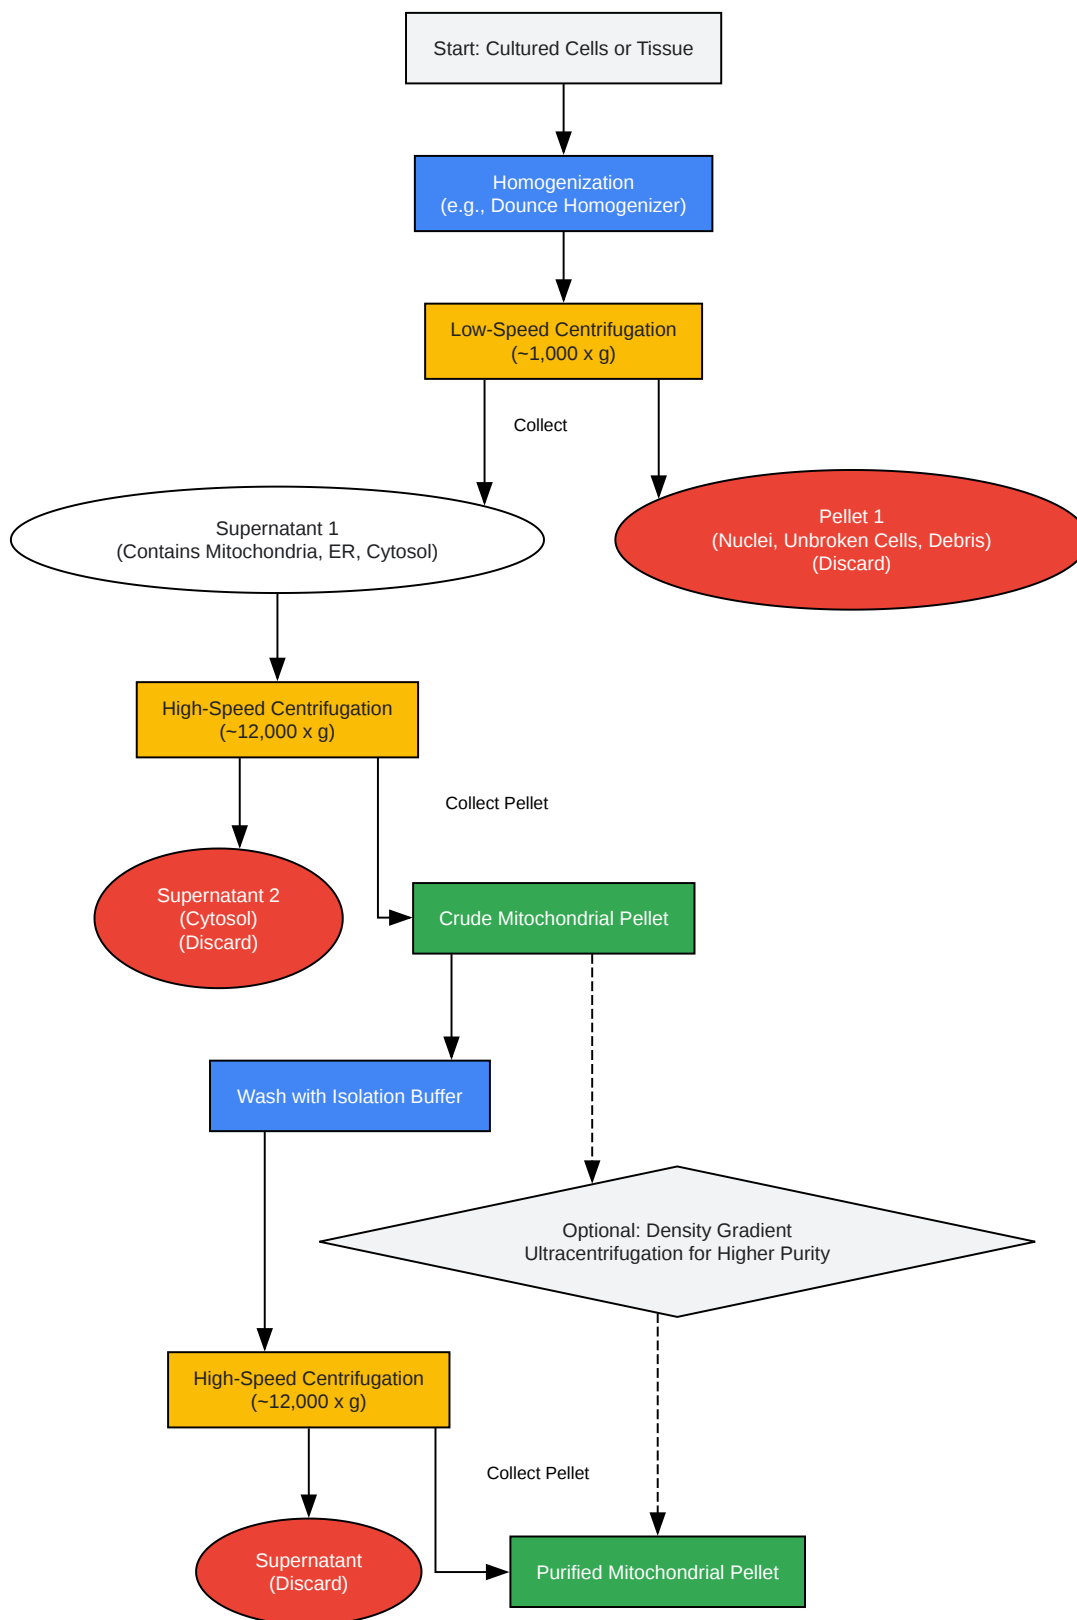 Start: Cultured Cells or Tissue
Homogenization
(e.g., Dounce Homogenizer)
Low-Speed Centrifugation
(~1,000 x g)
Collect
Supernatant 1
(Contains Mitochondria, ER, Cytosol)
Pellet 1
(Nuclei, Unbroken Cells, Debris)
(Discard)
High-Speed Centrifugation
(~12,000 x g)
Collect Pellet
Supernatant 2
(Cytosol)
(Discard)
Crude Mitochondrial Pellet
Wash with Isolation Buffer
Optional: Density Gradient
Ultracentrifugation for Higher Purity
High-Speed Centrifugation
(~12,000 x g)
Collect Pellet
Supernatant
(Discard)
Purified Mitochondrial Pellet